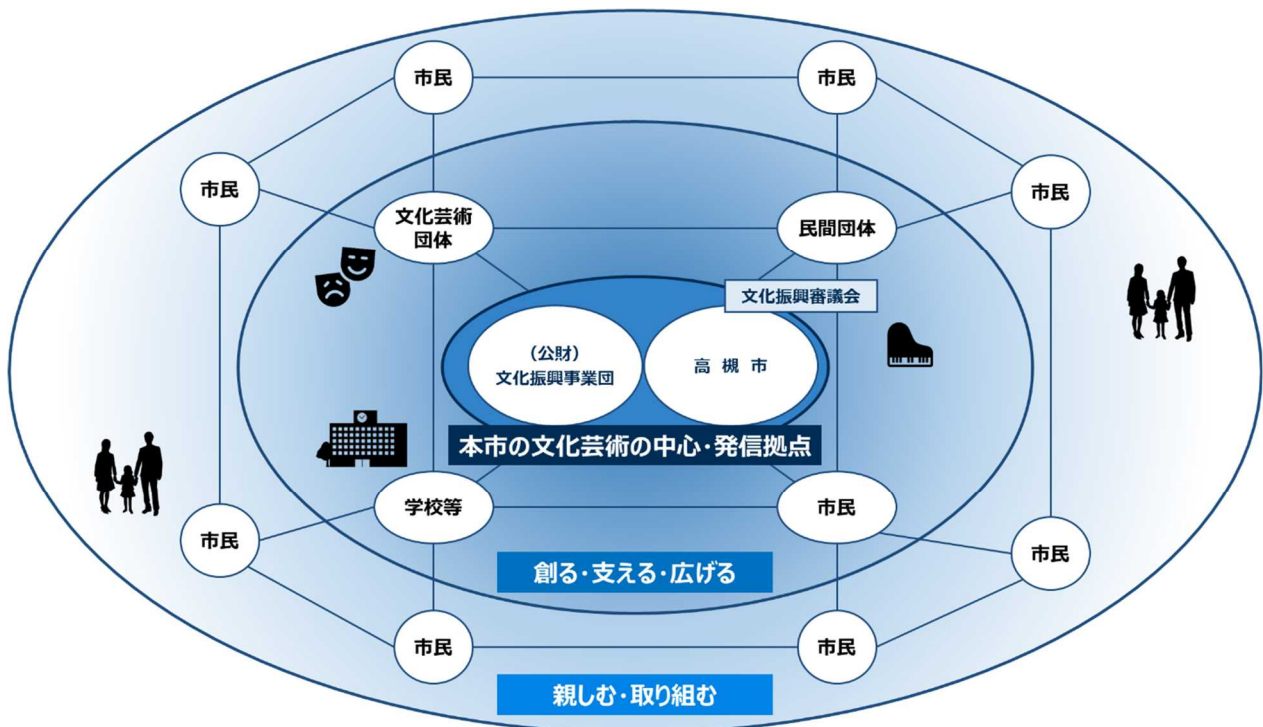 市民
市民
市民
市民
文化芸術
団体
民間団体
文化振興審議会
(公財)
文化振興事業団
高槻市
本市の文化芸術の中心・発信拠点
学校等
市民
市民
市民
創る・支える・広げる
市民
市民
親しむ・取り組む